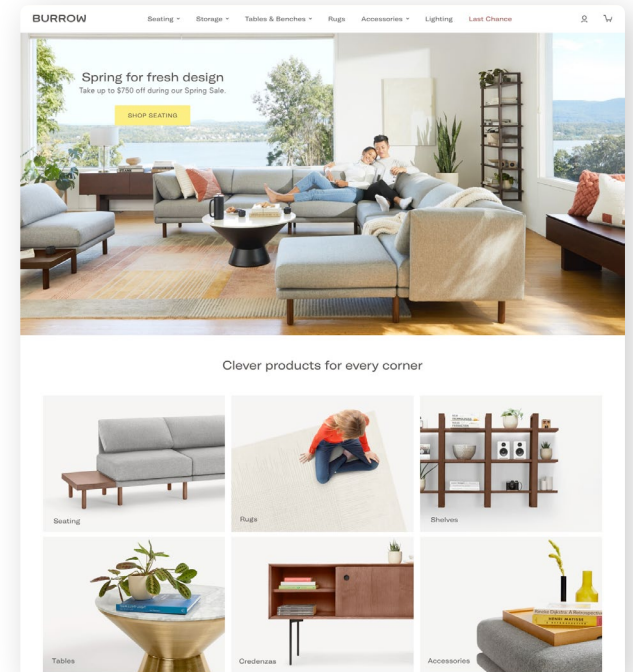 BURROW
Seating
Storage
Tables & Benches
Rugs
Accessories
Lighting
Last Chance
Spring for fresh design
Take up to $750 off during our Spring Sale.
SHOP SEATING
Clever products for every corner
Seating
Rugs
Shelves
Tables
Credenzas
Accessories